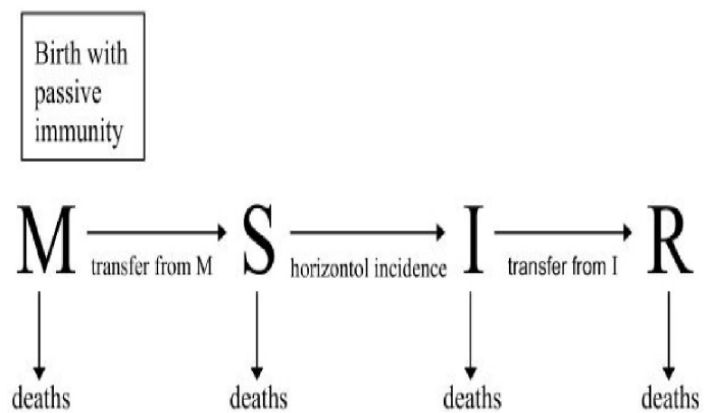 Birth with
passive
immunity
M S I R
transfer from M horizontol incidence transfer from I
deaths deaths deaths deaths